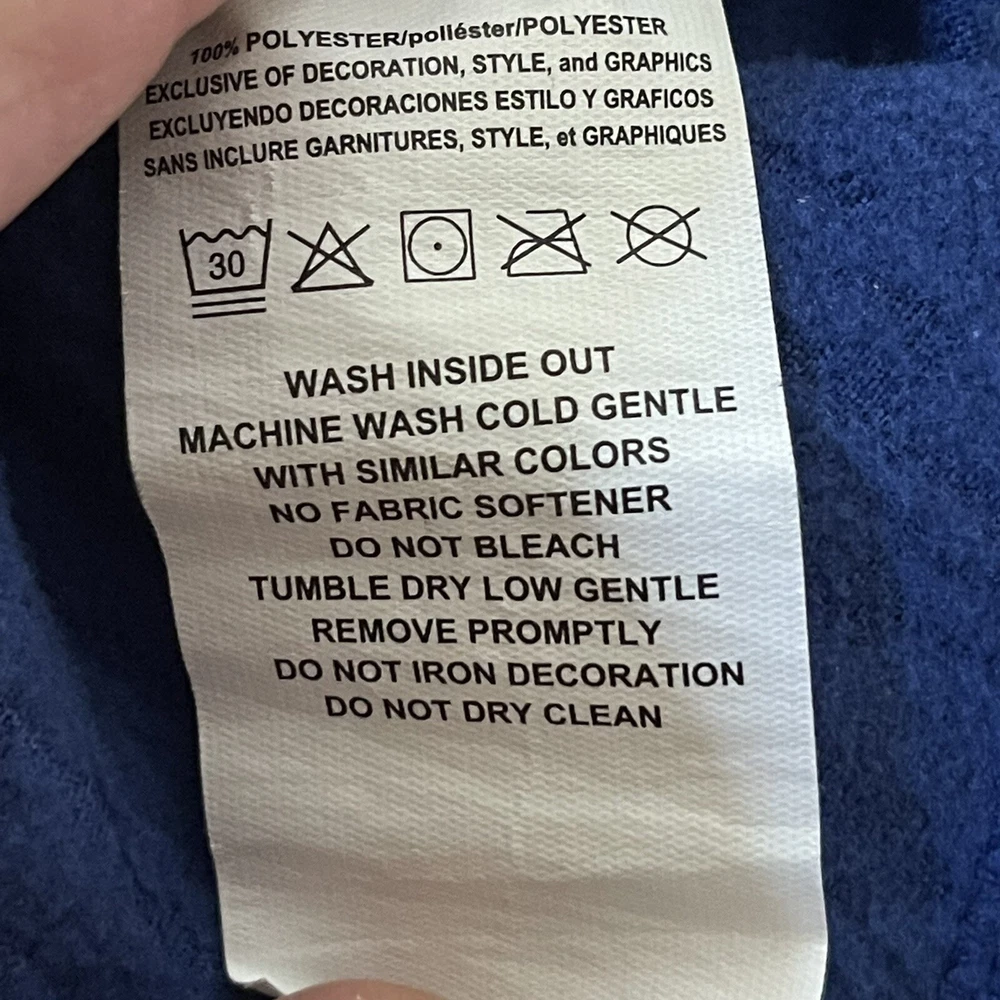 100% POLYESTER/poliéster/POLYESTER
EXCLUSIVE OF DECORATION, STYLE, and GRAPHICS
EXCLUYENDO DECORACIONES ESTILO Y GRAFICOS
SANS INCLURE GARNITURES, STYLE, et GRAPHIQUES
30
WASH INSIDE OUT
MACHINE WASH COLD GENTLE
WITH SIMILAR COLORS
NO FABRIC SOFTENER
DO NOT BLEACH
TUMBLE DRY LOW GENTLE
REMOVE PROMPTLY
DO NOT IRON DECORATION
DO NOT DRY CLEAN